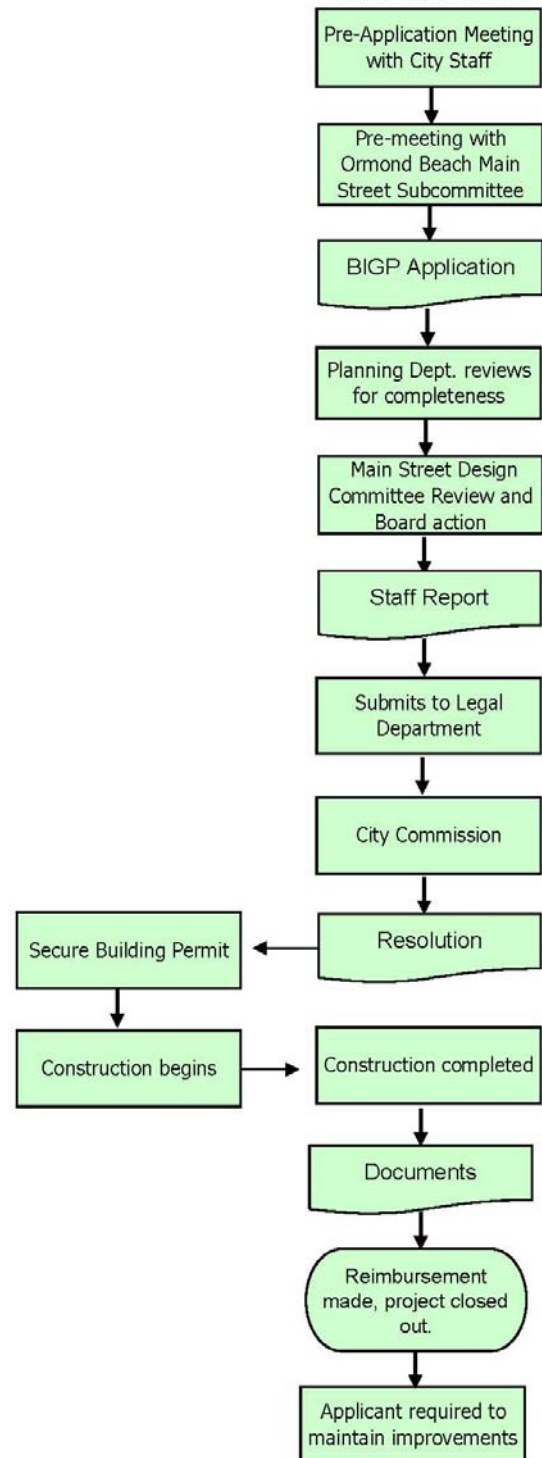 Pre-Application Meeting
with City Staff
Pre-meeting with
Ormond Beach Main
Street Subcommittee
BIGP Application
Planning Dept. reviews
for completeness
Main Street Design
Committee Review and
Board action
Staff Report
Submits to Legal
Department
City Commission
Resolution
Secure Building Permit
Construction begins
Construction completed
Documents
Reimbursement
made, project closed
out.
Applicant required to
maintain improvements